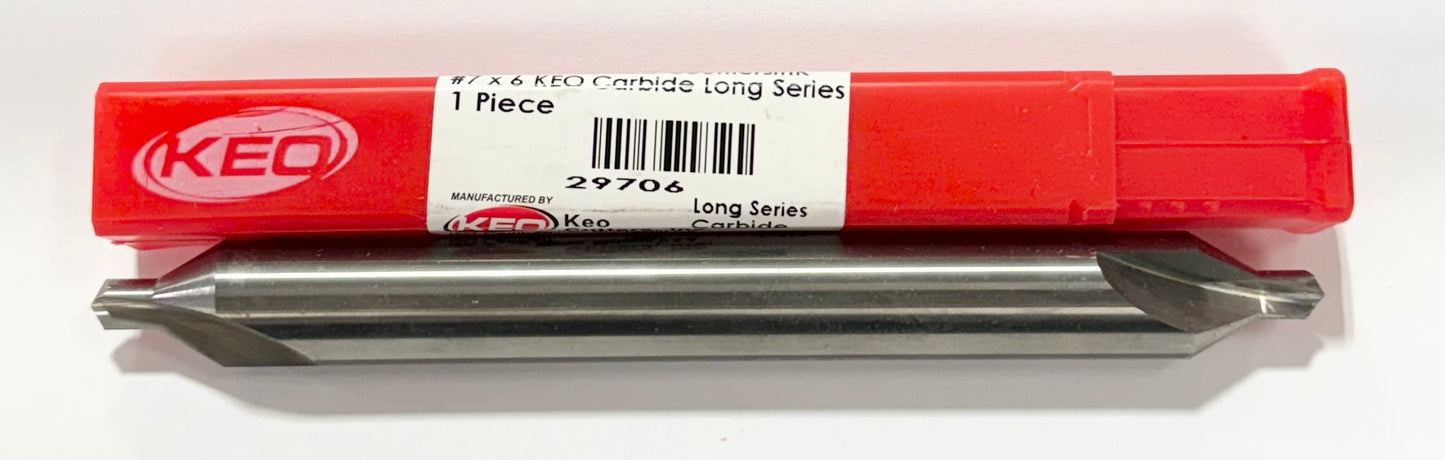 KEO
#7 x 6 KEO Carbide Long Series
1 Piece
29706
MANUFACTURED BY
KEO Keo
Long Series
Carbide